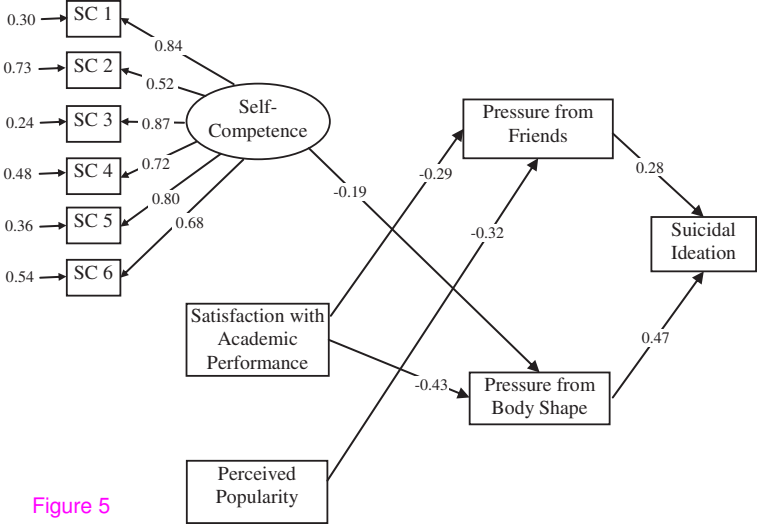 0.30
SC 1
0.84
0.73
SC 2
0.52
0.24
SC 3
0.87
0.48
SC 4
0.72
0.36
SC 5
0.80
0.54
SC 6
0.68
Self-
Competence
-0.19
Pressure from
Friends
-0.29
-0.32
0.28
Suicidal
Ideation
Satisfaction with
Academic
Performance
-0.43
0.47
Pressure from
Body Shape
Perceived
Popularity
Figure 5